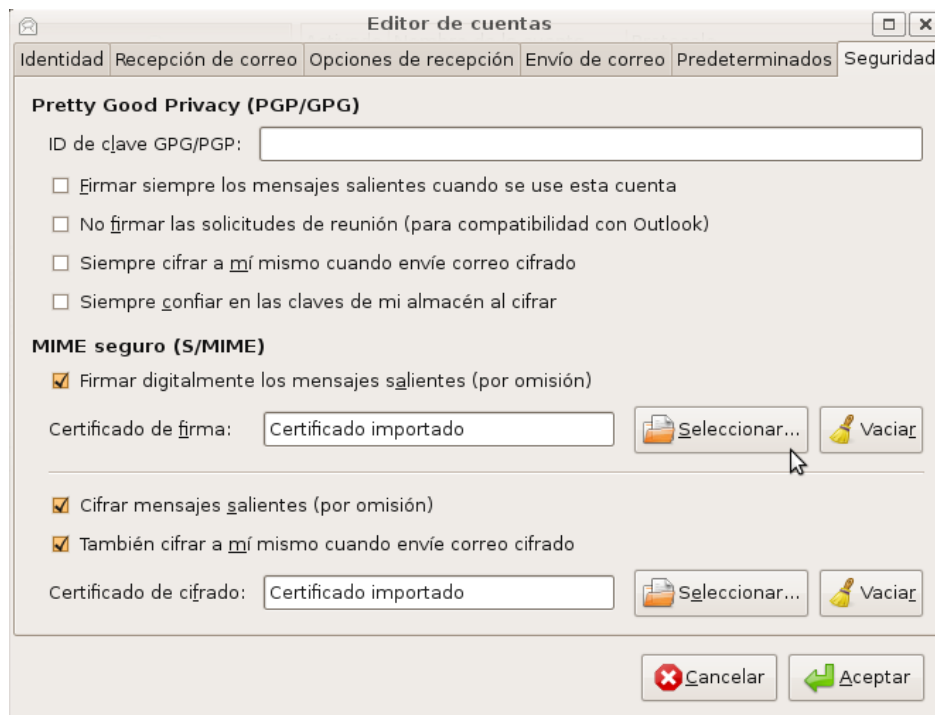 Editor de cuentas
Identidad Recepción de correo Opciones de recepción Envío de correo Predeterminados Seguridad
Pretty Good Privacy (PGP/GPG)
ID de clave GPG/PGP:
Firmar siempre los mensajes salientes cuando se use esta cuenta
No firmar las solicitudes de reunión (para compatibilidad con Outlook)
Siempre cifrar a mí mismo cuando envíe correo cifrado
Siempre confiar en las claves de mi almacén al cifrar
MIME seguro (S/MIME)
Firmar digitalmente los mensajes salientes (por omisión)
Certificado de firma: Certificado importado Seleccionar... Vaciar
Cifrar mensajes salientes (por omisión)
También cifrar a mí mismo cuando envíe correo cifrado
Certificado de cifrado: Certificado importado Seleccionar... Vaciar
Cancelar Aceptar